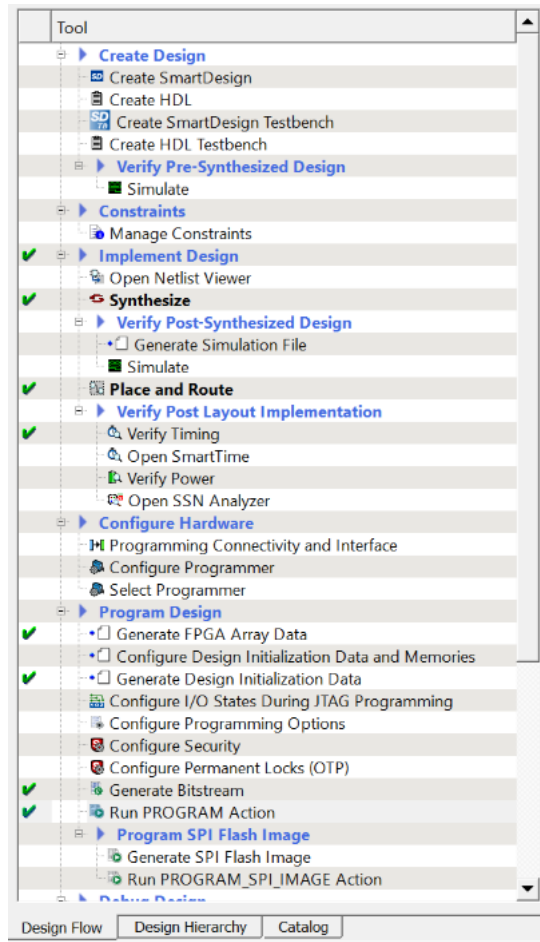 Tool
Create Design
SD Create SmartDesign
Create HDL
SD TB Create SmartDesign Testbench
Create HDL Testbench
Verify Pre-Synthesized Design
Simulate
Constraints
Manage Constraints
Implement Design
Open Netlist Viewer
Synthesize
Verify Post-Synthesized Design
Generate Simulation File
Simulate
Place and Route
Verify Post Layout Implementation
Verify Timing
Open SmartTime
Verify Power
Open SSN Analyzer
Configure Hardware
Programming Connectivity and Interface
Configure Programmer
Select Programmer
Program Design
Generate FPGA Array Data
Configure Design Initialization Data and Memories
Generate Design Initialization Data
Configure I/O States During JTAG Programming
Configure Programming Options
Configure Security
Configure Permanent Locks (OTP)
Generate Bitstream
Run PROGRAM Action
Program SPI Flash Image
Generate SPI Flash Image
Run PROGRAM_SPI_IMAGE Action
Debug Design
Design Flow Design Hierarchy Catalog